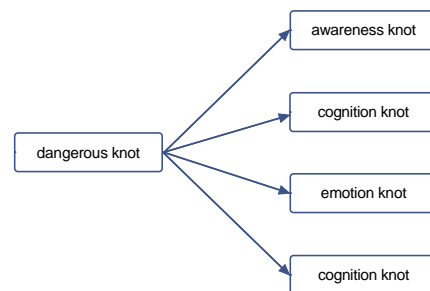 awareness knot
cognition knot
dangerous knot
emotion knot
cognition knot